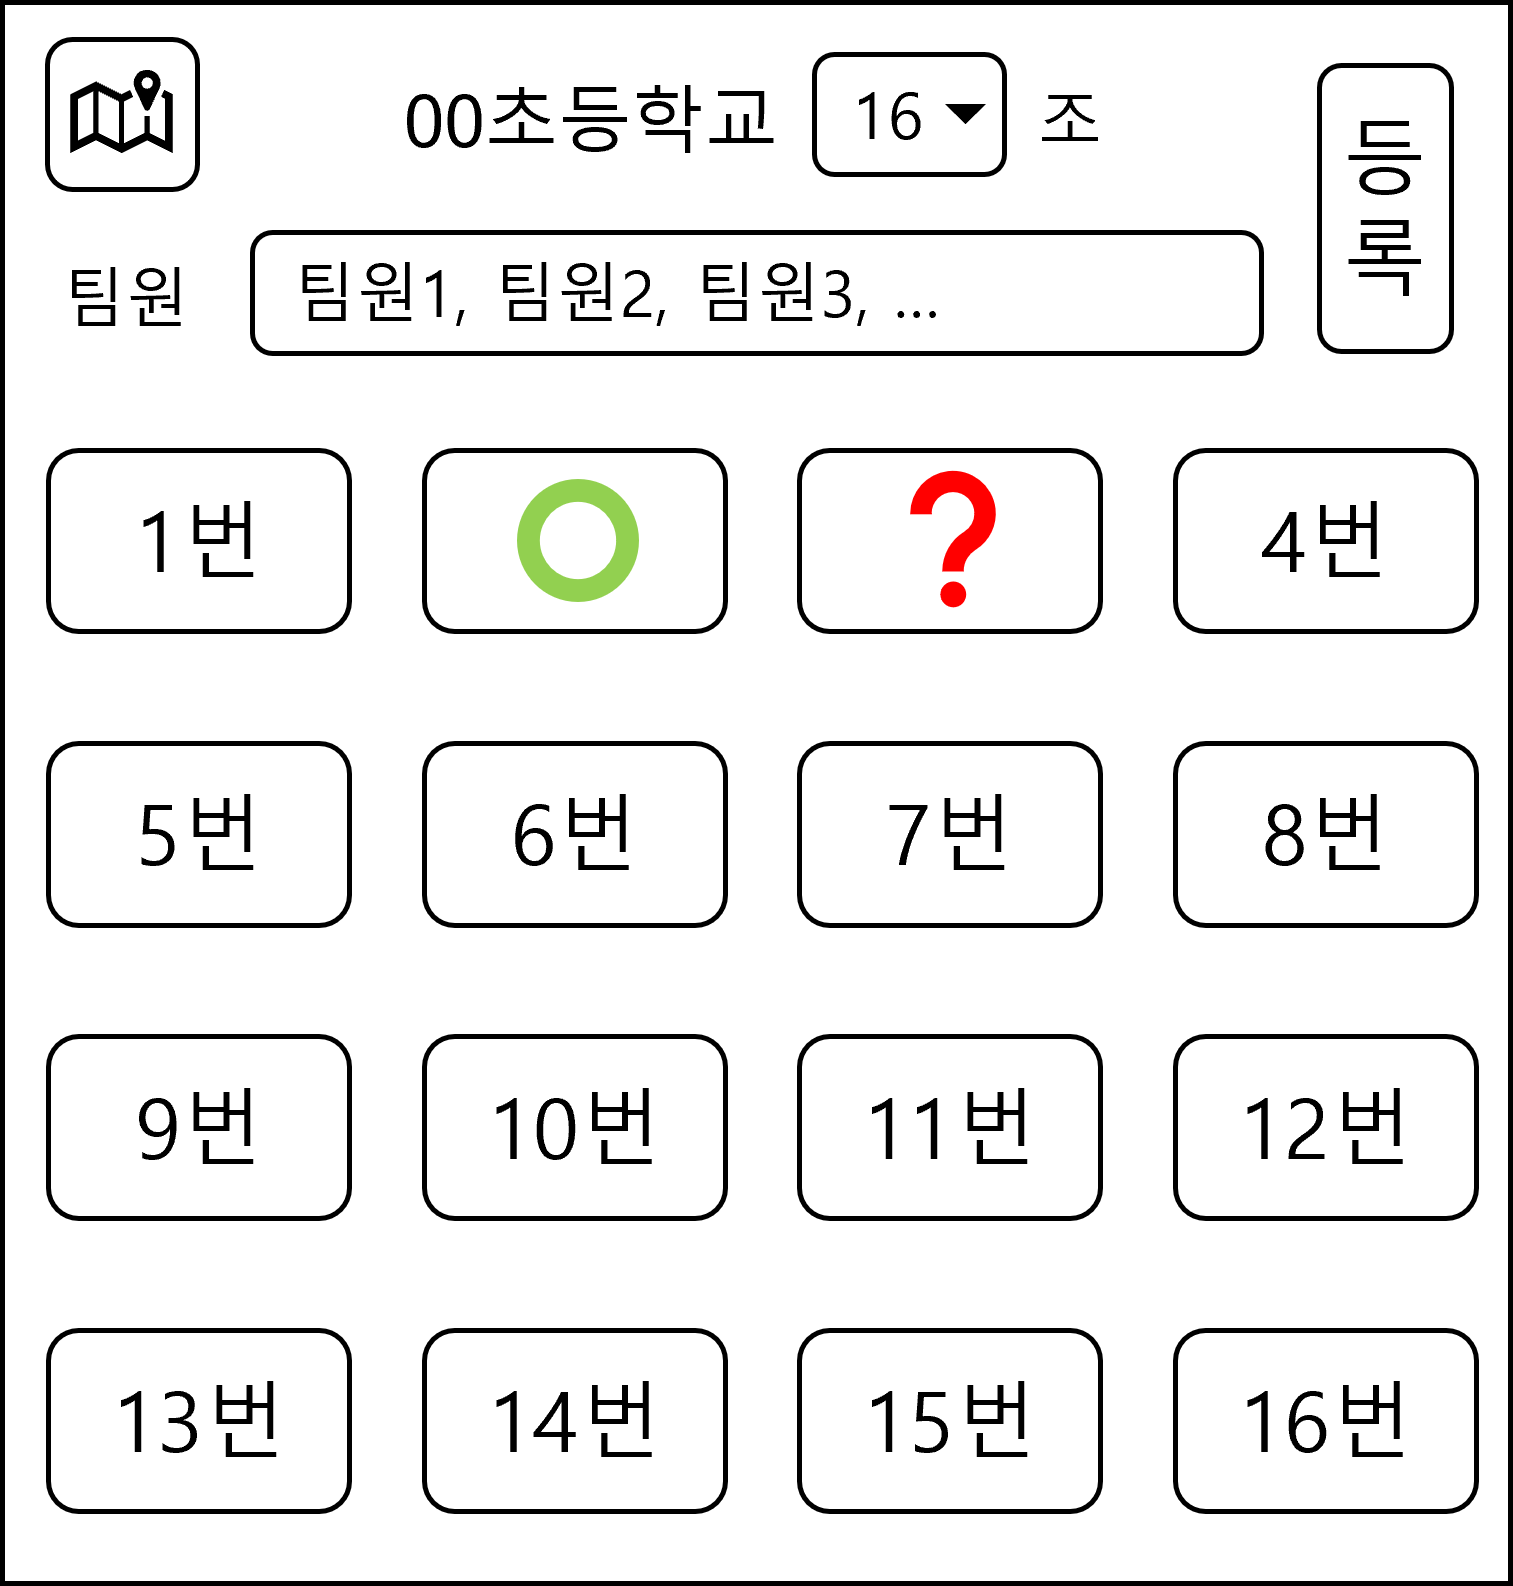 00초등학교 16 조
등록
팀원 팀원1, 팀원2, 팀원3, ...
1번 ? 4번
5번 6번 7번 8번
9번 10번 11번 12번
13번 14번 15번 16번